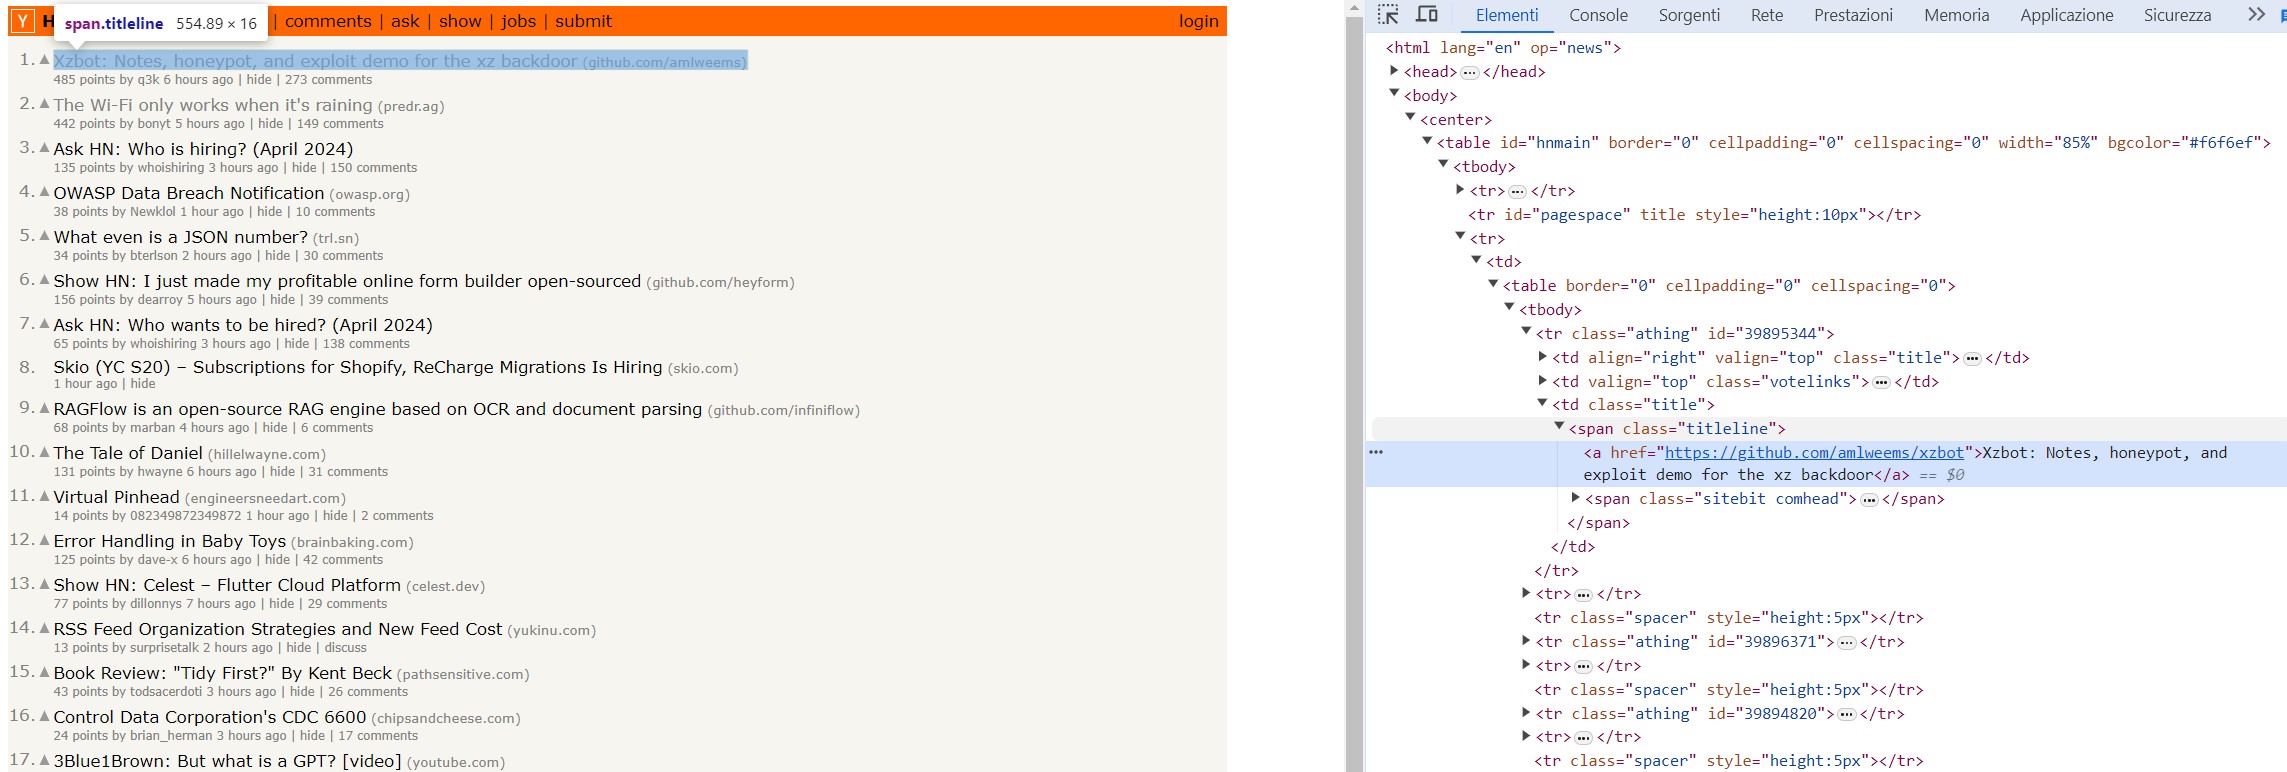 Y H span.titleline 554.89 × 16 | comments | ask | show | jobs | submit login
1. Xzbot: Notes, honeypot, and exploit demo for the xz backdoor (github.com/amlweems)
485 points by q3k 6 hours ago | hide | 273 comments
2. The Wi-Fi only works when it's raining (predr.ag)
442 points by bonyt 5 hours ago | hide | 149 comments
3. Ask HN: Who is hiring? (April 2024)
135 points by whoishiring 3 hours ago | hide | 150 comments
4. OWASP Data Breach Notification (owasp.org)
38 points by Newklol 1 hour ago | hide | 10 comments
5. What even is a JSON number? (trl.sn)
34 points by bterlson 2 hours ago | hide | 30 comments
6. Show HN: I just made my profitable online form builder open-sourced (github.com/heyform)
156 points by dearroy 5 hours ago | hide | 39 comments
7. Ask HN: Who wants to be hired? (April 2024)
65 points by whoishiring 3 hours ago | hide | 138 comments
8. Skio (YC S20) – Subscriptions for Shopify, ReCharge Migrations Is Hiring (skio.com)
1 hour ago | hide
9. RAGFlow is an open-source RAG engine based on OCR and document parsing (github.com/infiniflow)
68 points by marban 4 hours ago | hide | 6 comments
10. The Tale of Daniel (hillelwayne.com)
131 points by hwayne 6 hours ago | hide | 31 comments
11. Virtual Pinhead (engineersneedart.com)
14 points by 082349872349872 1 hour ago | hide | 2 comments
12. Error Handling in Baby Toys (brainbaking.com)
125 points by dave-x 6 hours ago | hide | 42 comments
13. Show HN: Celest – Flutter Cloud Platform (celest.dev)
77 points by dillonnys 7 hours ago | hide | 29 comments
14. RSS Feed Organization Strategies and New Feed Cost (yukinu.com)
13 points by surprisetalk 2 hours ago | hide | discuss
15. Book Review: "Tidy First?" By Kent Beck (pathsensitive.com)
43 points by todsacerdoti 3 hours ago | hide | 26 comments
16. Control Data Corporation's CDC 6600 (chipsandcheese.com)
24 points by brian_herman 3 hours ago | hide | 17 comments
17. 3Blue1Brown: But what is a GPT? [video] (youtube.com)
Elementi Console Sorgenti Rete Prestazioni Memoria Applicazione Sicurezza
<html lang="en" op="news">
<head> ••• </head>
<body>
<center>
<table id="hnmain" border="0" cellpadding="0" cellspacing="0" width="85%" bgcolor="#f6f6ef">
<tbody>
<tr> ••• </tr>
<tr id="pagespace" title style="height:10px"></tr>
<tr>
<td>
<table border="0" cellpadding="0" cellspacing="0">
<tbody>
<tr class="athing" id="39895344">
<td align="right" valign="top" class="title"> ••• </td>
<td valign="top" class="votelinks"> ••• </td>
<td class="title">
<span class="titleline">
<a href="https://github.com/amlweems/xzbot">Xzbot: Notes, honeypot, and
exploit demo for the xz backdoor</a> == $0
<span class="sitebit comhead"> ••• </span>
</span>
</td>
</tr>
<tr> ••• </tr>
<tr class="spacer" style="height:5px"></tr>
<tr class="athing" id="39896371"> ••• </tr>
<tr> ••• </tr>
<tr class="spacer" style="height:5px"></tr>
<tr class="athing" id="39894820"> ••• </tr>
<tr> ••• </tr>
<tr class="spacer" style="height:5px"></tr>